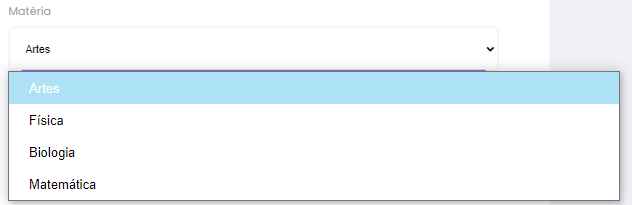 Matéria
Artes
Artes
Física
Biologia
Matemática